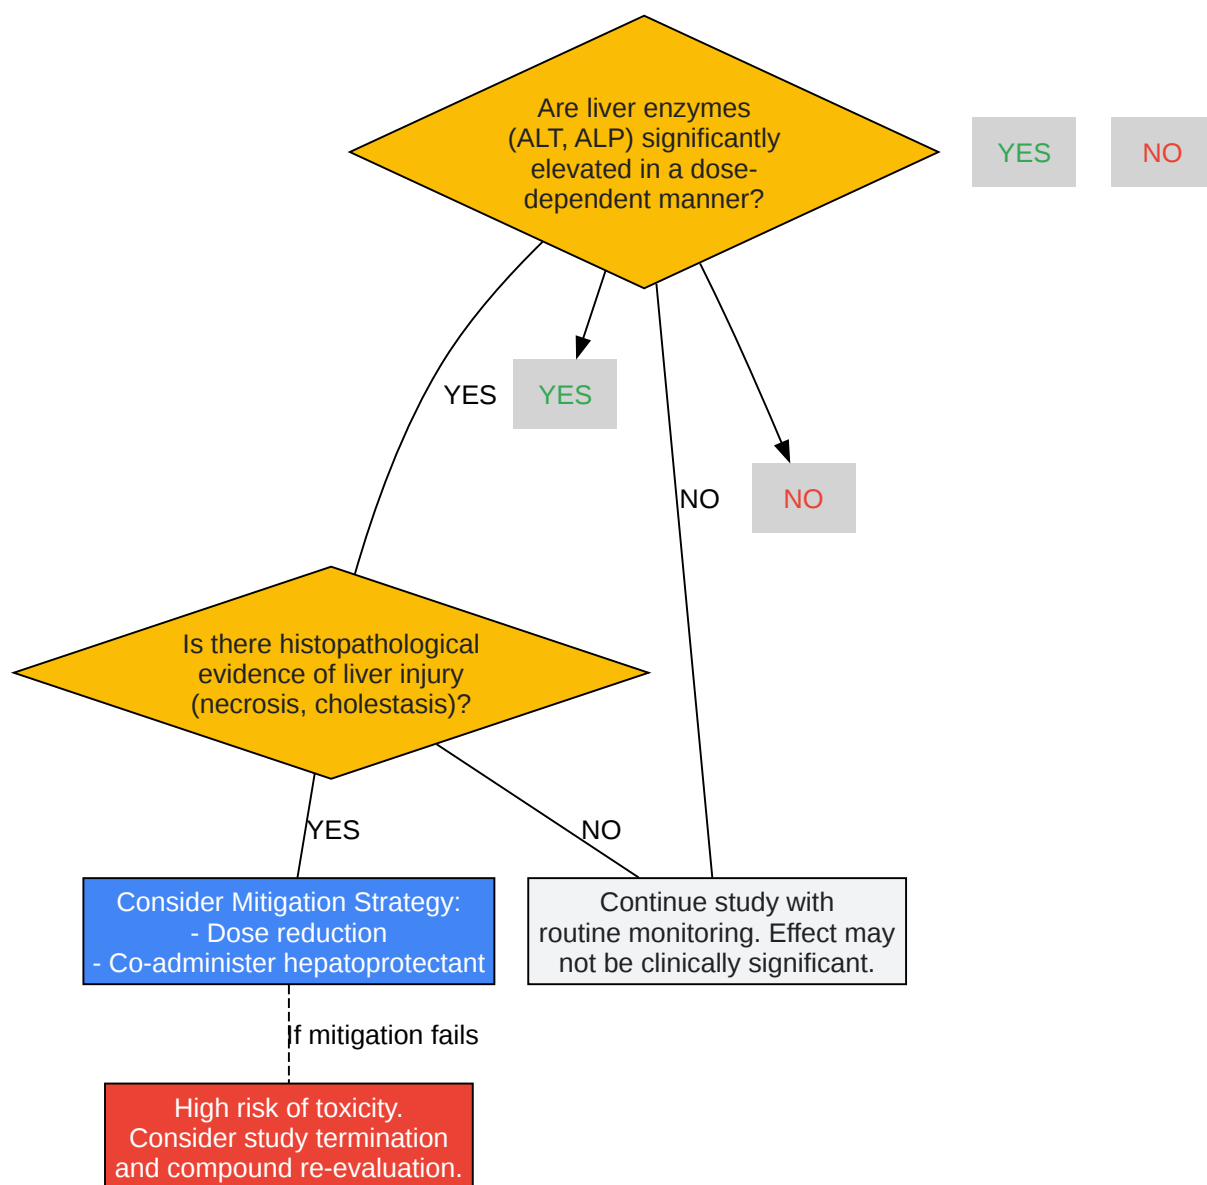 Are liver enzymes
(ALT, ALP) significantly
elevated in a dose-
dependent manner?
YES
NO
YES
YES
NO
NO
Is there histopathological
evidence of liver injury
(necrosis, cholestasis)?
YES
NO
Consider Mitigation Strategy:
- Dose reduction
- Co-administer hepatoprotectant
Continue study with
routine monitoring. Effect may
not be clinically significant.
If mitigation fails
High risk of toxicity.
Consider study termination
and compound re-evaluation.